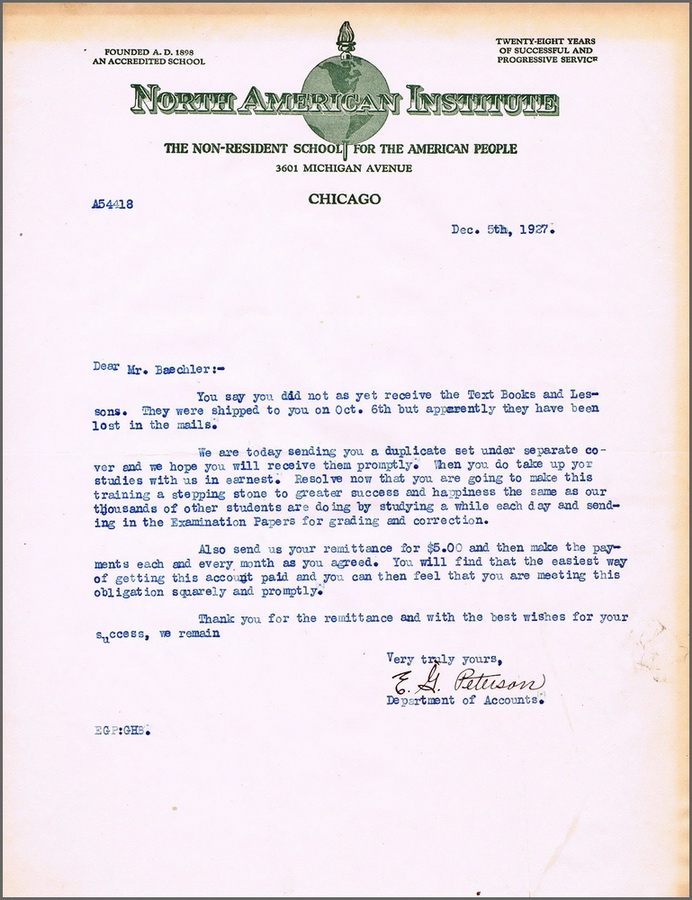 FOUNDED A. D. 1898
AN ACCREDITED SCHOOL
TWENTY-EIGHT YEARS
OF SUCCESSFUL AND
PROGRESSIVE SERVICE
NORTH AMERICAN INSTITUTE
THE NON-RESIDENT SCHOOL FOR THE AMERICAN PEOPLE
3601 MICHIGAN AVENUE
CHICAGO
A54418
Dec. 5th, 1927.
Dear Mr. Baechler:-
You say you did not as yet receive the Text Books and Les-
sons. They were shipped to you on Oct. 6th but apparently they have been
lost in the mails.
We are today sending you a duplicate set under separate co-
ver and we hope you will receive them promptly. When you do take up yor
studies with us in earnest. Resolve now that you are going to make this
training a stepping stone to greater success and happiness the same as our
thousands of other students are doing by studying a while each day and send-
ing in the Examination Papers for grading and correction.
Also send us your remittance for $5.00 and then make the pay-
ments each and every month as you agreed. You will find that the easiest way
of getting this account paid and you can then feel that you are meeting this
obligation squarely and promptly.
Thank you for the remittance and with the best wishes for your
success, we remain
Very truly yours,
E. G. Peterson
Department of Accounts.
EGP:GHB.